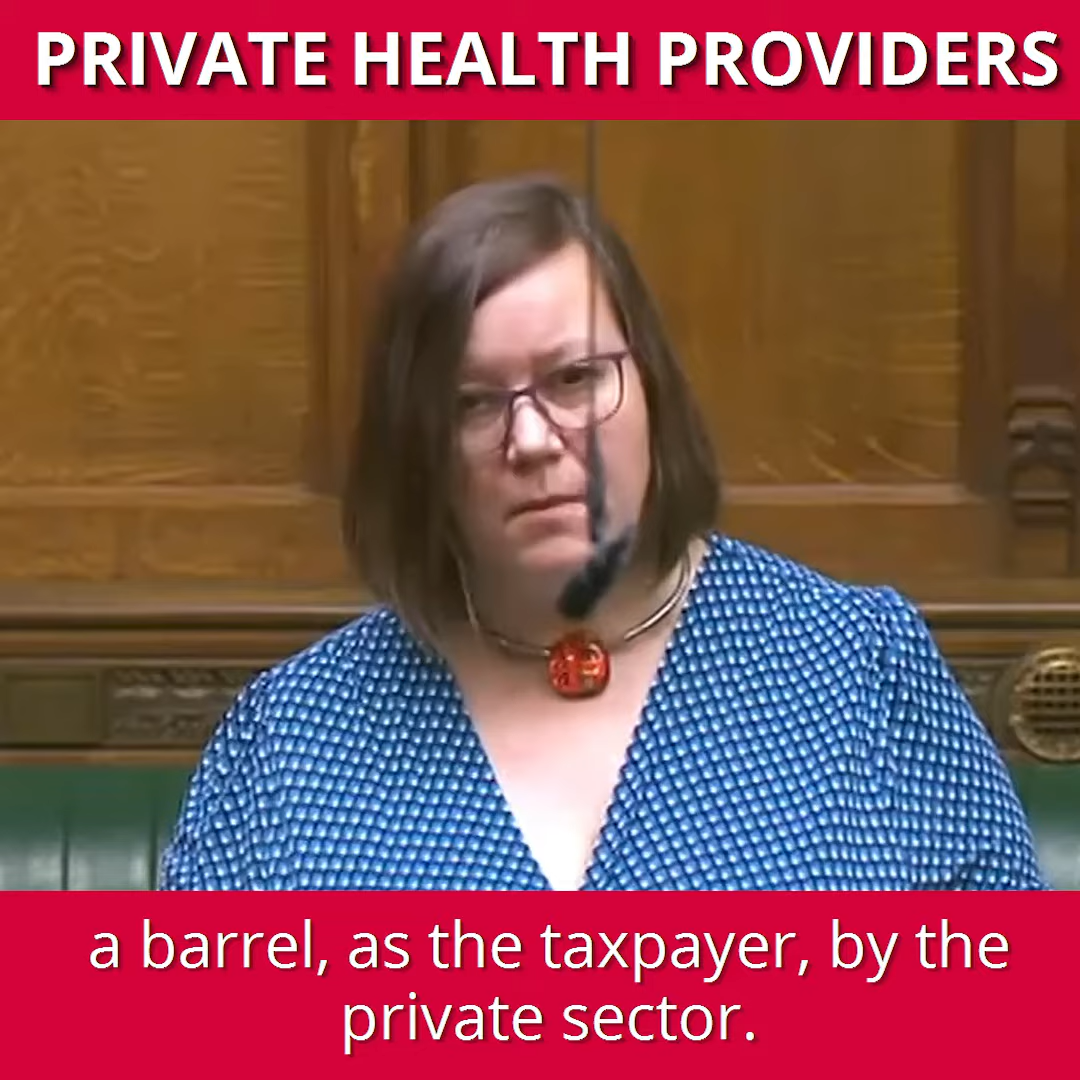 PRIVATE HEALTH PROVIDERS
a barrel, as the taxpayer, by the
private sector.